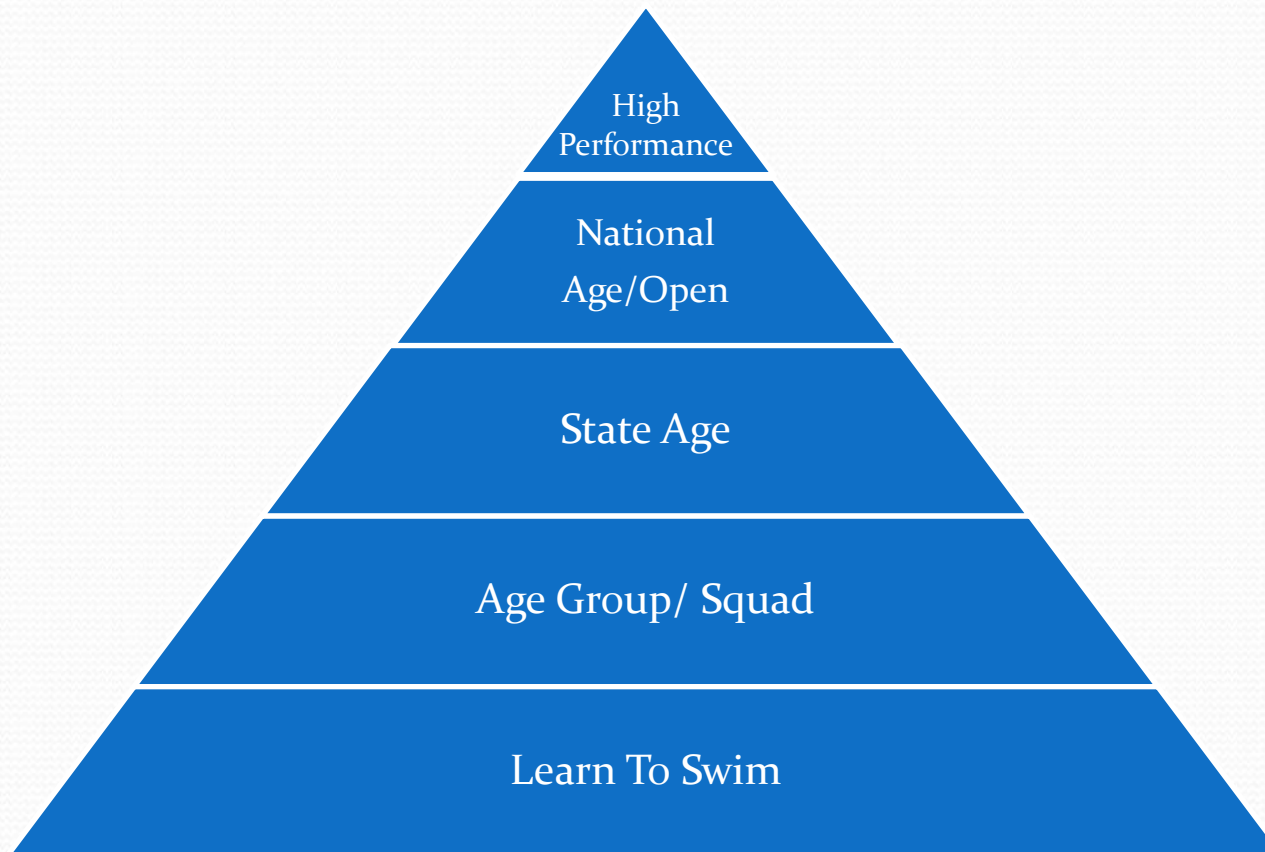 High
Performance
National
Age/Open
State Age
Age Group/ Squad
Learn To Swim